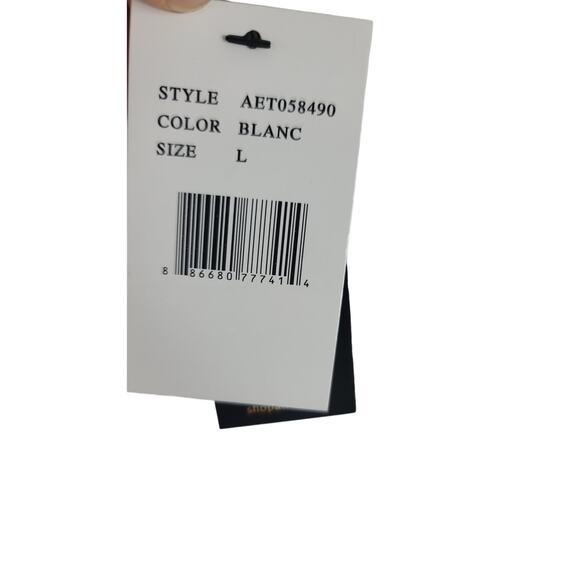 STYLE AET058490
COLOR BLANC
SIZE L
8 86680 77741 4